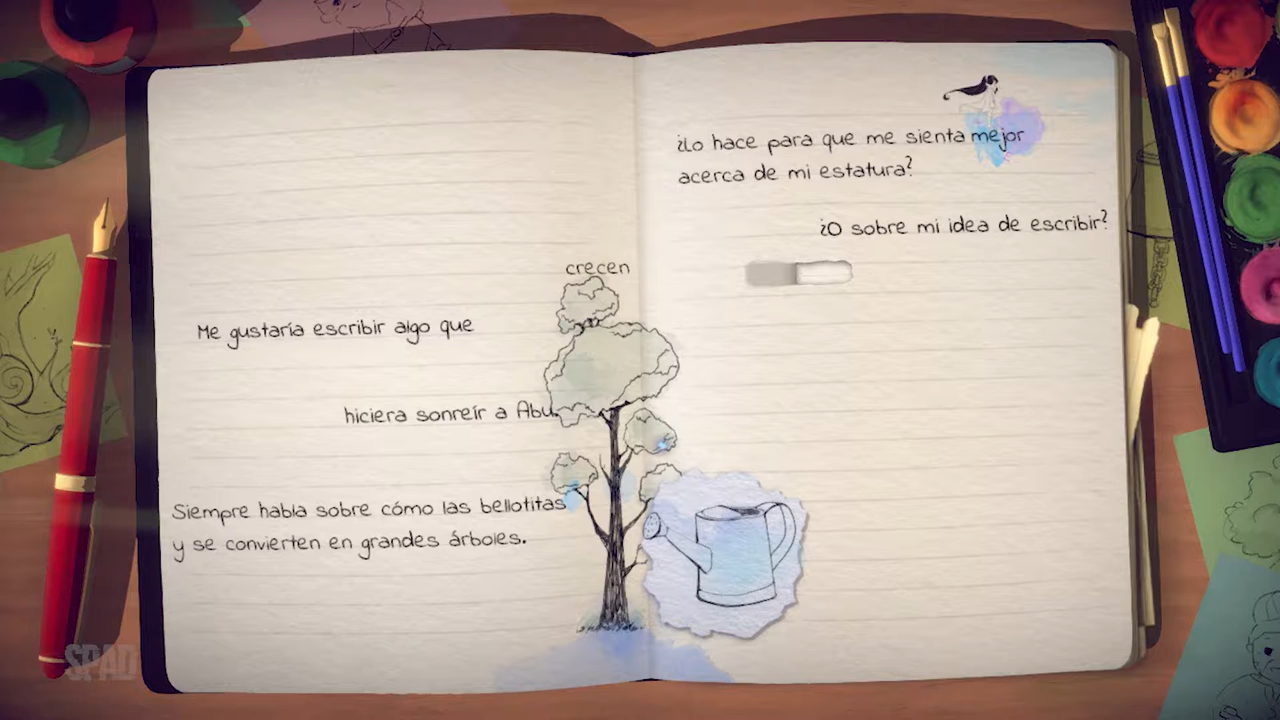 crecen
Me gustaría escribir algo que
hiciera sonreír a Abu.
Siempre habla sobre cómo las bellotitas
y se convierten en grandes árboles.
¿Lo hace para que me sienta mejor
acerca de mi estatura?
¿O sobre mi idea de escribir?
SPAD